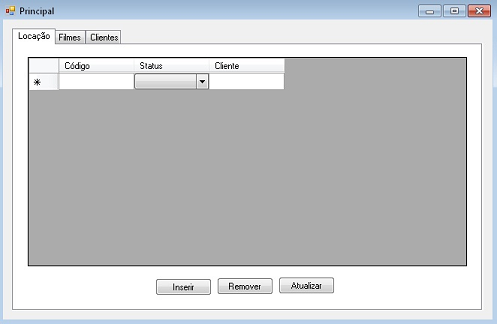 Principal
Locação Filmes Clientes
Código Status Cliente
Inserir Remover Atualizar